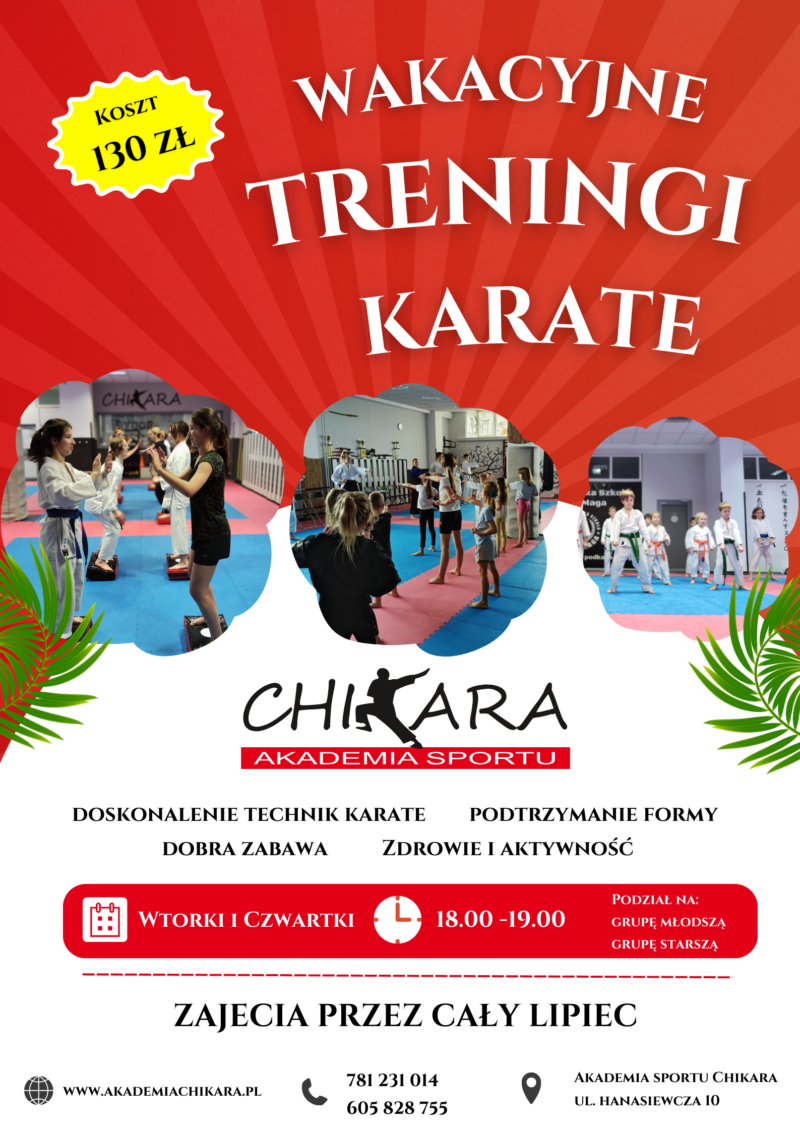 Koszt
130 zł
Wakacyjne
Treningi
Karate
CHIKARA
CHIKARA
AKADEMIA SPORTU
doskonalenie technik karate
podtrzymanie formy
dobra zabawa
Zdrowie i aktywność
Wtorki i Czwartki
18.00 -19.00
Podział na:
grupę młodszą
grupę starszą
ZAJECIA PRZEZ CAŁY LIPIEC
www.akademiachikara.pl
781 231 014
605 828 755
Akademia sportu Chikara
ul. hanasiewcza 10